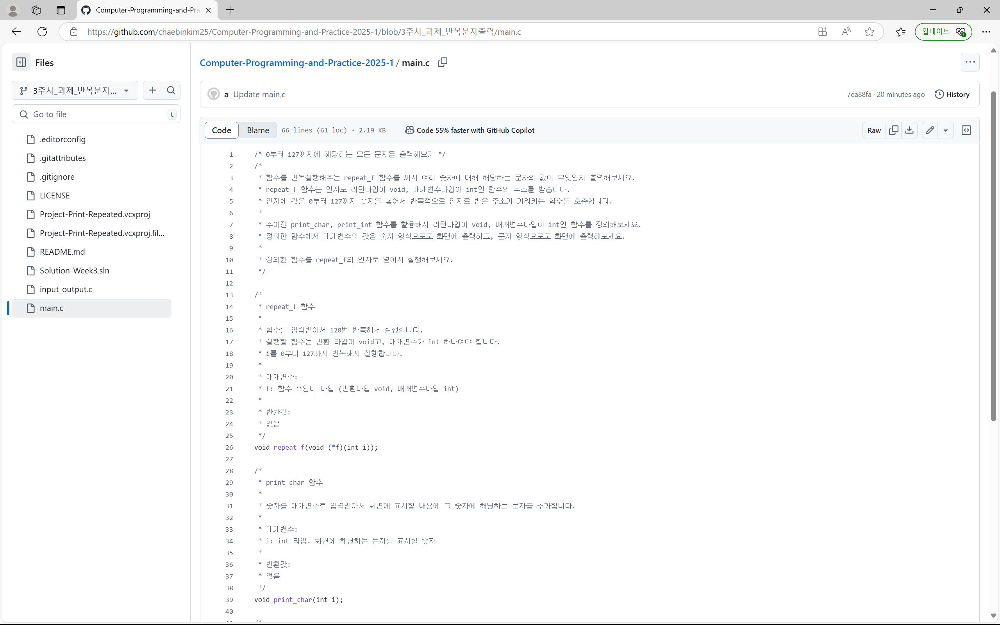 Computer-Programming-and-Pra
https://github.com/chaebinkim25/Computer-Programming-and-Practice-2025-1/blob/3주차_과제_반복문자출력/main.c
업데이트
Files
3주차_과제_반복문자...
Go to file
t
.editorconfig
.gitattributes
.gitignore
LICENSE
Project-Print-Repeated.vcxproj
Project-Print-Repeated.vcxproj.fil...
README.md
Solution-Week3.sln
input_output.c
main.c
Computer-Programming-and-Practice-2025-1 / main.c
a Update main.c
7ea88fa · 20 minutes ago
History
Code
Blame
66 lines (61 loc) · 2.19 KB
Code 55% faster with GitHub Copilot
Raw
1 /* 0부터 127까지에 해당하는 모든 문자를 출력해보기 */
2 /*
3 * 함수를 반복실행해주는 repeat_f 함수를 써서 여러 숫자에 대해 해당하는 문자의 값이 무엇인지 출력해보세요.
4 * repeat_f 함수는 인자로 리턴타입이 void, 매개변수타입이 int인 함수의 주소를 받습니다.
5 * 인자에 값을 0부터 127까지 숫자를 넣어서 반복적으로 인자로 받은 주소가 가리키는 함수를 호출합니다.
6 *
7 * 주어진 print_char, print_int 함수를 활용해서 리턴타입이 void, 매개변수타입이 int인 함수를 정의해보세요.
8 * 정의한 함수에서 매개변수의 값을 숫자 형식으로도 화면에 출력하고, 문자 형식으로도 화면에 출력해보세요.
9 *
10 * 정의한 함수를 repeat_f의 인자로 넣어서 실행해보세요.
11 */
12
13 /*
14 * repeat_f 함수
15 *
16 * 함수를 입력받아서 128번 반복해서 실행합니다.
17 * 실행할 함수는 반환 타입이 void고, 매개변수가 int 하나여야 합니다.
18 * i를 0부터 127까지 반복해서 실행합니다.
19 *
20 * 매개변수:
21 * f: 함수 포인터 타입 (반환타입 void, 매개변수타입 int)
22 *
23 * 반환값:
24 * 없음
25 */
26 void repeat_f(void (*f)(int i));
27
28 /*
29 * print_char 함수
30 *
31 * 숫자를 매개변수로 입력받아서 화면에 표시할 내용에 그 숫자에 해당하는 문자를 추가합니다.
32 *
33 * 매개변수:
34 * i: int 타입. 화면에 해당하는 문자를 표시할 숫자
35 *
36 * 반환값:
37 * 없음
38 */
39 void print_char(int i);
40